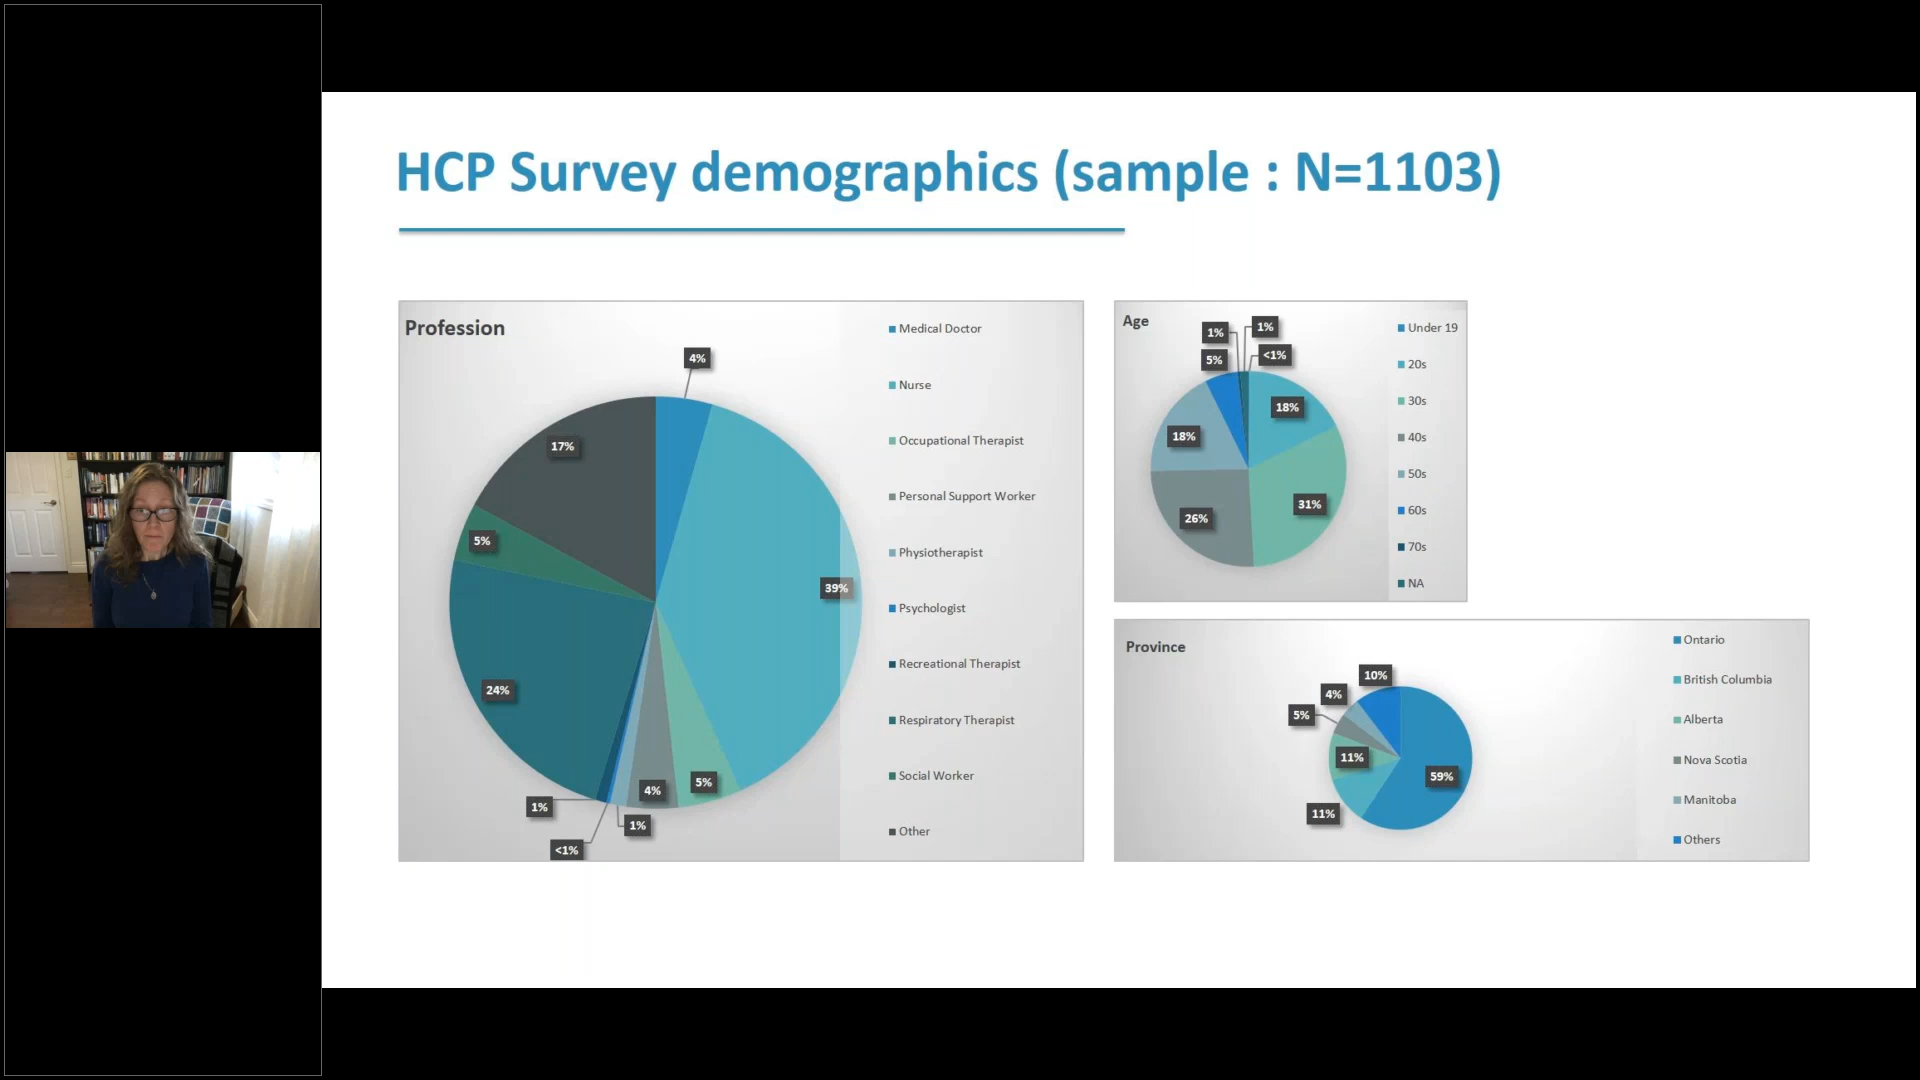 HCP Survey demographics (sample : N=1103)
Profession
4%
39%
5%
4%
1%
<1%
1%
24%
5%
17%
Medical Doctor
Nurse
Occupational Therapist
Personal Support Worker
Physiotherapist
Psychologist
Recreational Therapist
Respiratory Therapist
Social Worker
Other
Age
1%
1%
5%
<1%
18%
18%
31%
26%
Under 19
20s
30s
40s
50s
60s
70s
NA
Province
10%
4%
5%
11%
59%
11%
Ontario
British Columbia
Alberta
Nova Scotia
Manitoba
Others